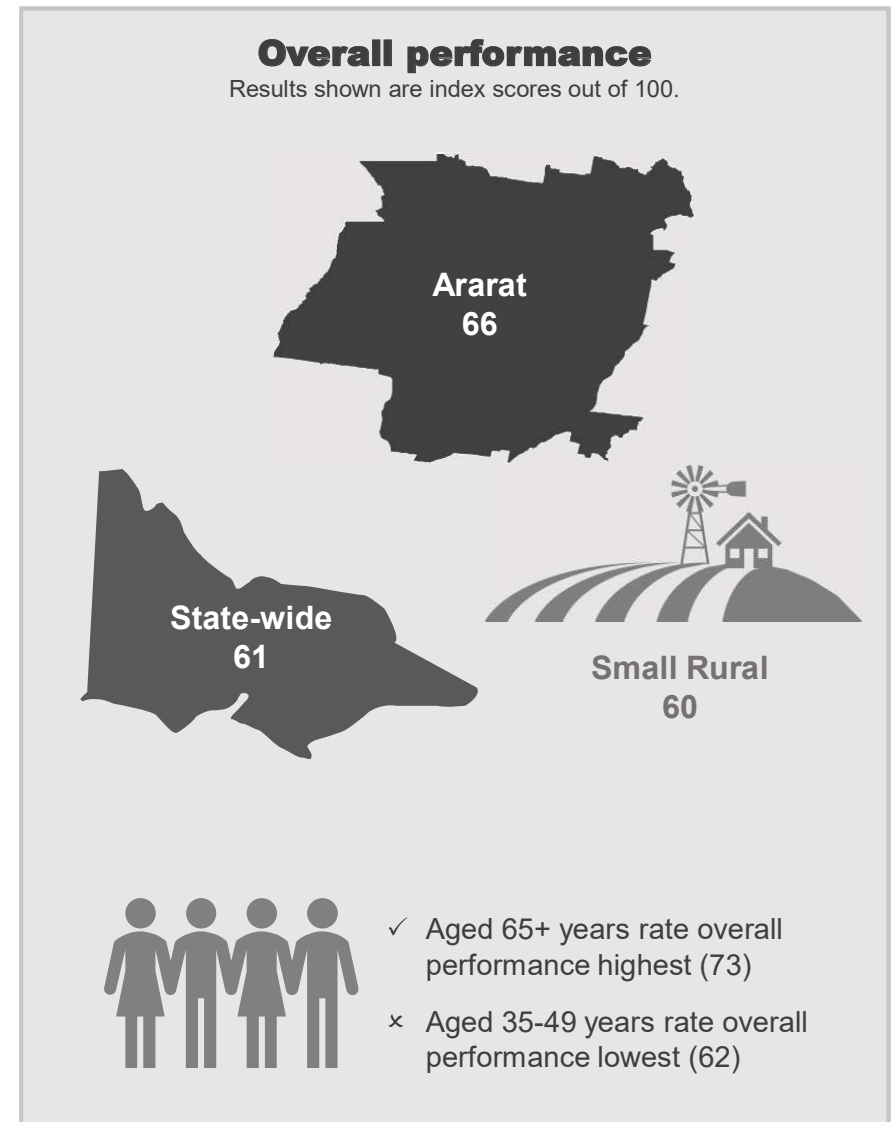 Overall performance
Results shown are index scores out of 100.
Ararat
66
State-wide
61
Small Rural
60
✓ Aged 65+ years rate overall
performance highest (73)
× Aged 35-49 years rate overall
performance lowest (62)